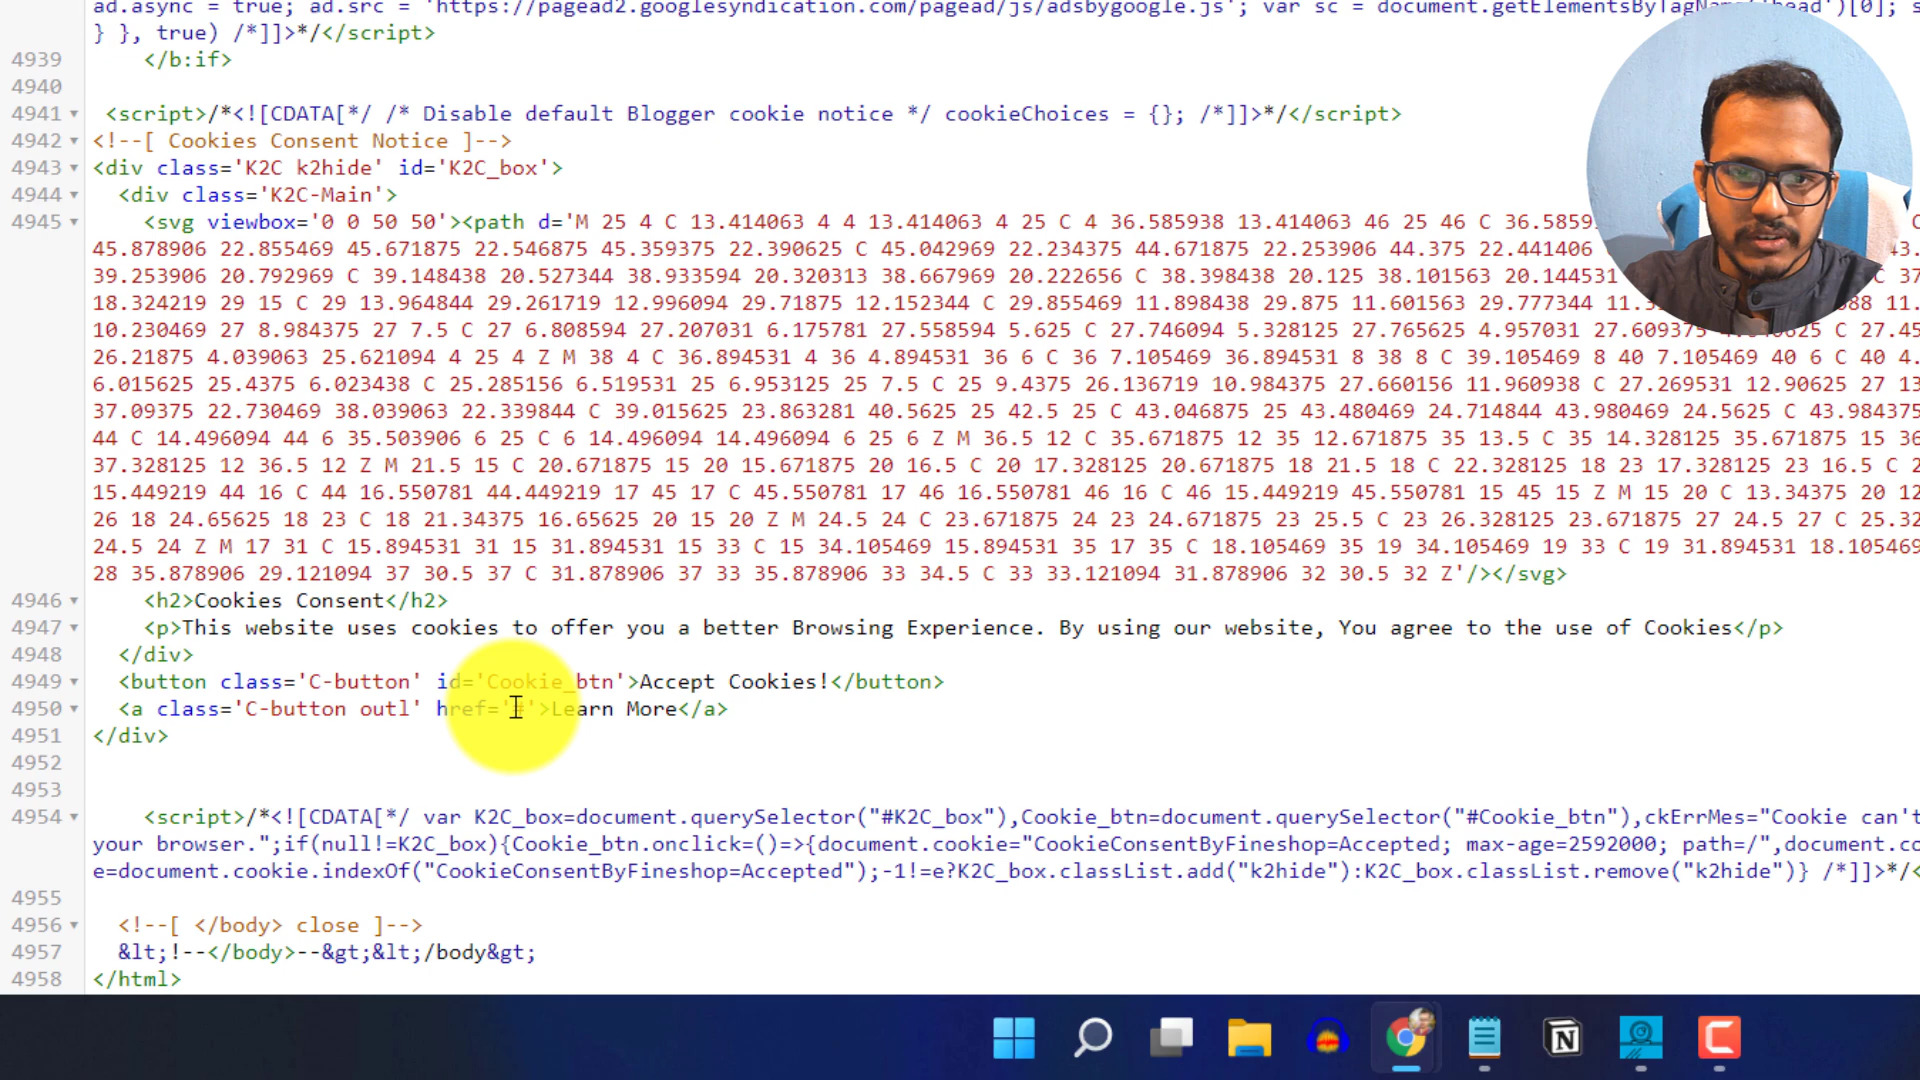 ad.async = true; ad.src = 'https://pagead2.googlesyndication.com/pagead/js/adsbygoogle.js'; var sc = document.getElementsByTagName('head')[0];
} }, true) /*]]>*/</script>
4939 </b:if>
4940
4941 <script>/*<![CDATA[*/ /* Disable default Blogger cookie notice */ cookieChoices = {}; /*]]>*/</script>
4942 <!--[ Cookies Consent Notice ]-->
4943 <div class='K2C k2hide' id='K2C_box'>
4944 <div class='K2C-Main'>
4945 <svg viewbox='0 0 50 50'><path d='M 25 4 C 13.414063 4 4 13.414063 4 25 C 4 36.585938 13.414063 46 25 46 C
45.878906 22.855469 45.671875 22.546875 45.359375 22.390625 C 45.042969 22.234375 44.671875 22.253906 44.375 22.441406
39.253906 20.792969 C 39.148438 20.527344 38.933594 20.320313 38.667969 20.222656 C 38.398438 20.125 38.101563 20.144531
18.324219 29 15 C 29 13.964844 29.261719 12.996094 29.71875 12.152344 C 29.855469 11.898438 29.875 11.601563 29.777344
10.230469 27 8.984375 27 7.5 C 27 6.808594 27.207031 6.175781 27.558594 5.625 C 27.746094 5.328125 27.765625 4.957031 27.609375
26.21875 4.039063 25.621094 4 25 4 Z M 38 4 C 36.894531 4 36 4.894531 36 6 C 36 7.105469 36.894531 8 38 8 C 39.105469 8 40 7.105469 40 6 C 40
6.015625 25.4375 6.023438 C 25.285156 6.519531 25 6.953125 25 7.5 C 25 9.4375 26.136719 10.984375 27.660156 11.960938 C 27.269531 12.90625 27
37.09375 22.730469 38.039063 22.339844 C 39.015625 23.863281 40.5625 25 42.5 25 C 43.046875 25 43.480469 24.714844 43.980469 24.5625 C 43.984375
44 C 14.496094 44 6 35.503906 6 25 C 6 14.496094 14.496094 6 25 6 Z M 36.5 12 C 35.671875 12 35 12.671875 35 13.5 C 35 14.328125 35.671875 15
37.328125 12 36.5 12 Z M 21.5 15 C 20.671875 15 20 15.671875 20 16.5 C 20 17.328125 20.671875 18 21.5 18 C 22.328125 18 23 17.328125 23 16.5 C
15.449219 44 16 C 44 16.550781 44.449219 17 45 17 C 45.550781 17 46 16.550781 46 16 C 46 15.449219 45.550781 15 45 15 Z M 15 20 C 13.34375 20
26 18 24.65625 18 23 C 18 21.34375 16.65625 20 15 20 Z M 24.5 24 C 23.671875 24 23 24.671875 23 25.5 C 23 26.328125 23.671875 27 24.5 27 C
24.5 24 Z M 17 31 C 15.894531 31 15 31.894531 15 33 C 15 34.105469 15.894531 35 17 35 C 18.105469 35 19 34.105469 19 33 C 19 31.894531 18.105469
28 35.878906 29.121094 37 30.5 37 C 31.878906 37 33 35.878906 33 34.5 C 33 33.121094 31.878906 32 30.5 32 Z'/></svg>
4946 <h2>Cookies Consent</h2>
4947 <p>This website uses cookies to offer you a better Browsing Experience. By using our website, You agree to the use of Cookies</p>
4948 </div>
4949 <button class='C-button' id='Cookie_btn'>Accept Cookies!</button>
4950 <a class='C-button outl' href='#'>Learn More</a>
4951 </div>
4952
4953
4954 <script>/*<![CDATA[*/ var K2C_box=document.querySelector("#K2C_box"),Cookie_btn=document.querySelector("#Cookie_btn"),ckErrMes="Cookie can't
your browser.";if(null!=K2C_box){Cookie_btn.onclick=()=>{document.cookie="CookieConsentByFineshop=Accepted; max-age=2592000; path=/",document.co
e=document.cookie.indexOf("CookieConsentByFineshop=Accepted");-1!=e?K2C_box.classList.add("k2hide"):K2C_box.classList.remove("k2hide")} /*]]>*/<
4955
4956 <!--[ </body> close ]-->
4957 &lt;!--</body>--&gt;&lt;/body&gt;
4958 </html>